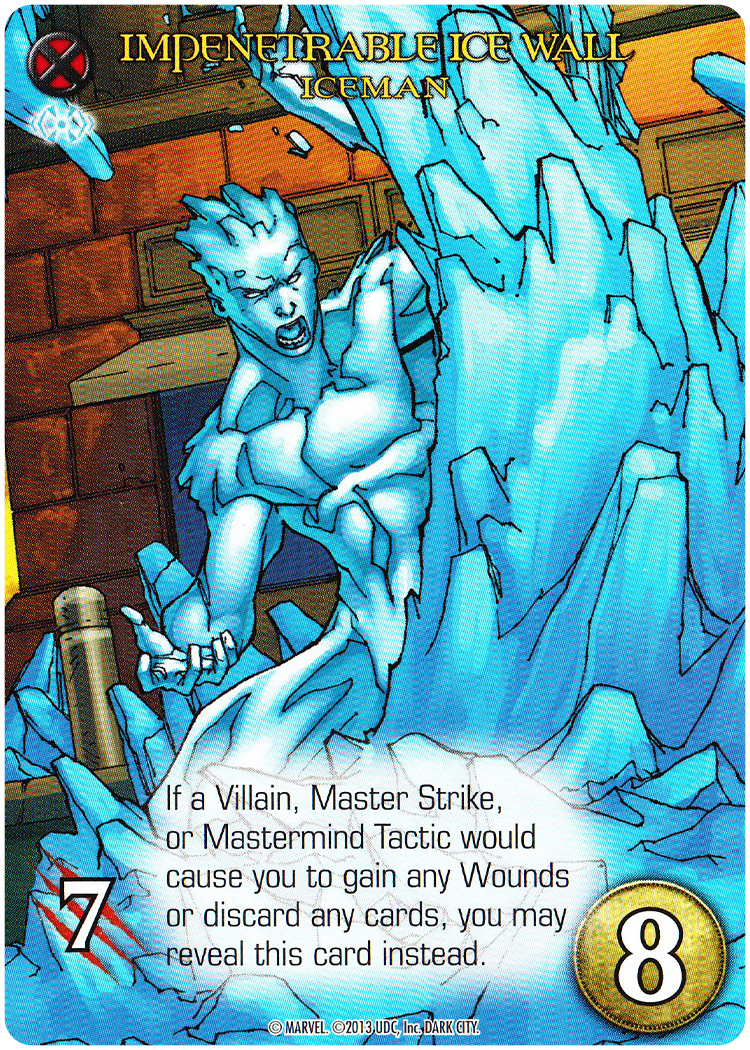 IMPENETRABLE ICE WALL
ICEMAN
If a Villain, Master Strike,
or Mastermind Tactic would
cause you to gain any Wounds
or discard any cards, you may
reveal this card instead.
7
8
© MARVEL. ©2013 UDC, Inc. DARK CITY.